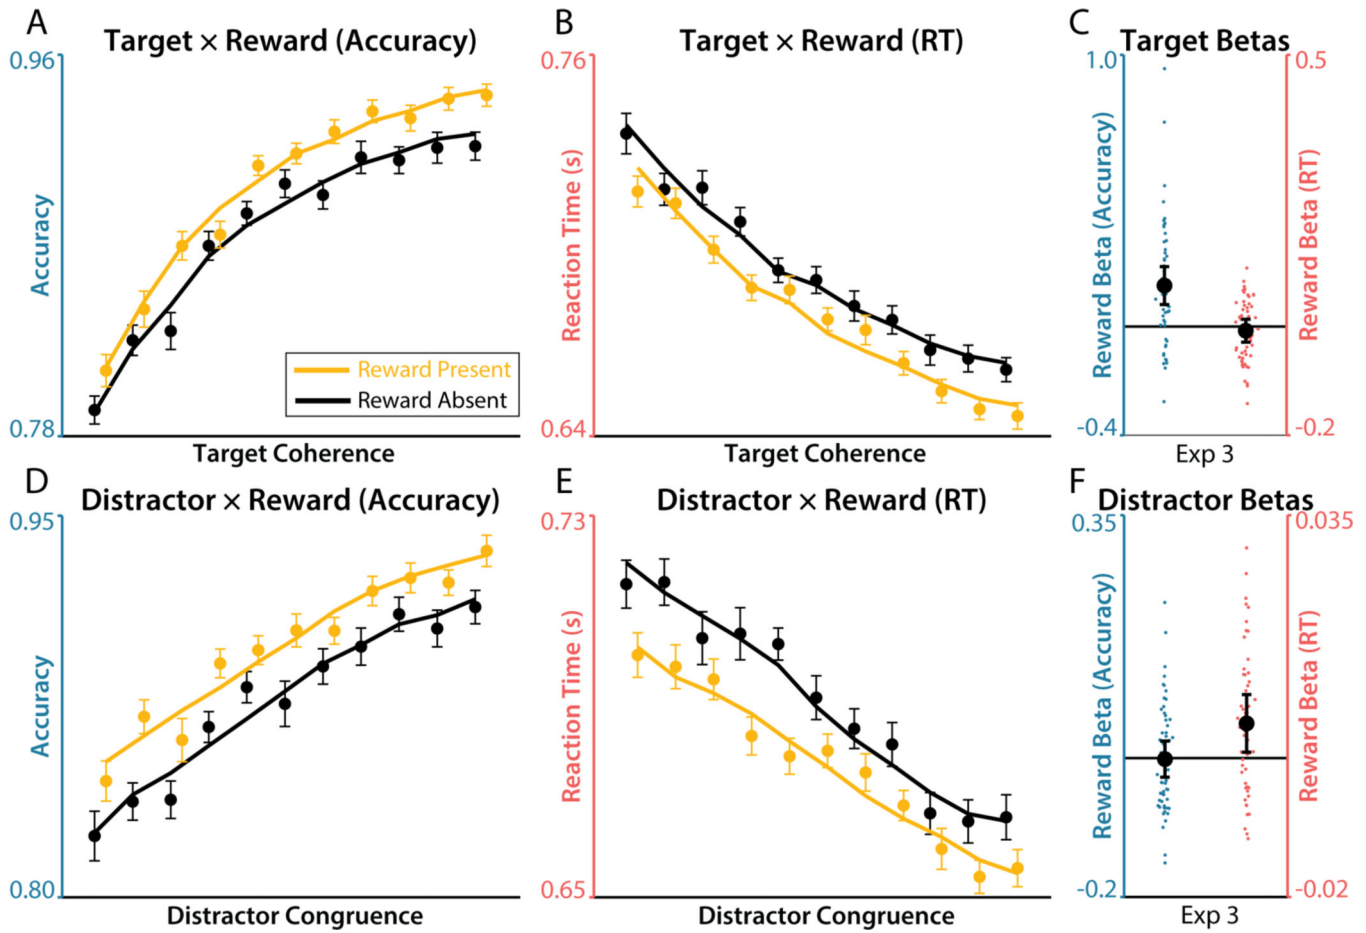 A
Target × Reward (Accuracy)
0.96
Accuracy
0.78
Reward Present
Reward Absent
Target Coherence
B
Target × Reward (RT)
0.76
Reaction Time (s)
0.64
Target Coherence
C
Target Betas
1.0
0.5
Reward Beta (Accuracy)
Reward Beta (RT)
-0.4
-0.2
Exp 3
D
Distractor × Reward (Accuracy)
0.95
Accuracy
0.80
Distractor Congruence
E
Distractor × Reward (RT)
0.73
Reaction Time (s)
0.65
Distractor Congruence
F
Distractor Betas
0.35
0.035
Reward Beta (Accuracy)
Reward Beta (RT)
-0.2
-0.02
Exp 3